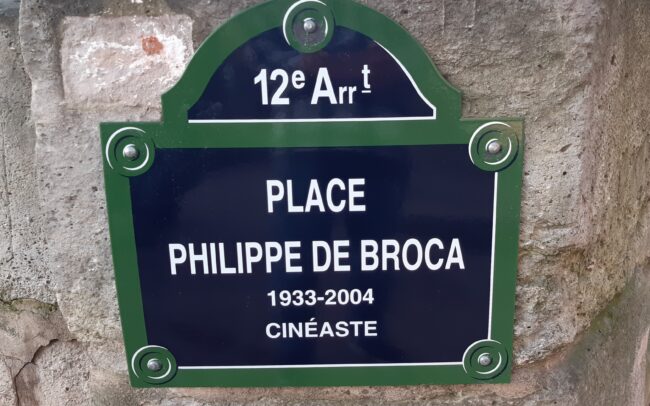 12e Arrt
PLACE
PHILIPPE DE BROCA
1933-2004
CINÉASTE